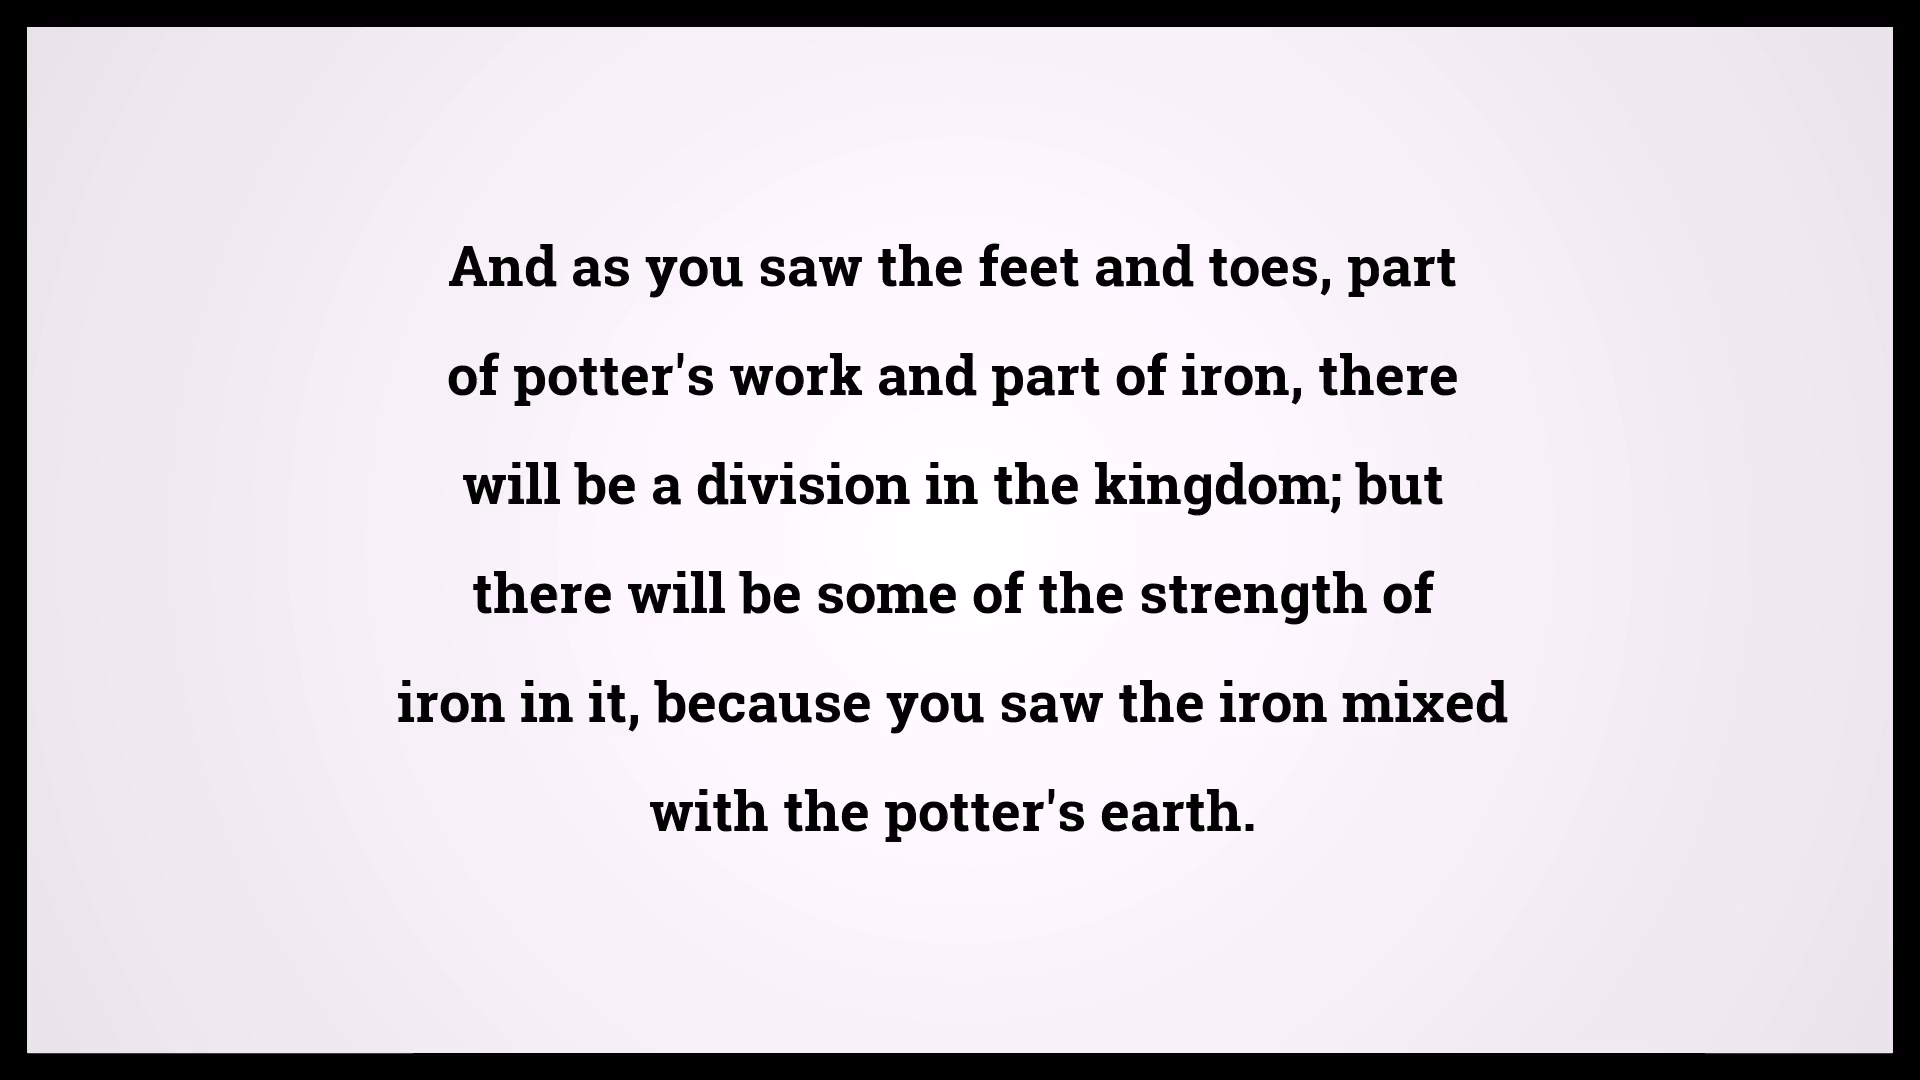 And as you saw the feet and toes, part
of potter's work and part of iron, there
will be a division in the kingdom; but
there will be some of the strength of
iron in it, because you saw the iron mixed
with the potter's earth.